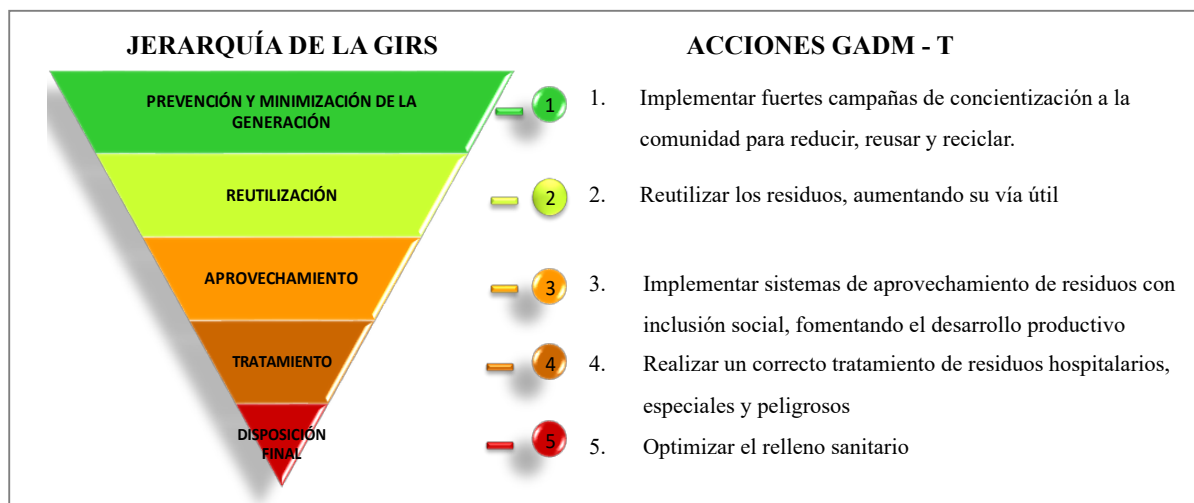 JERARQUÍA DE LA GIRS
PREVENCIÓN Y MINIMIZACIÓN DE LA
GENERACIÓN
REUTILIZACIÓN
APROVECHAMIENTO
TRATAMIENTO
DISPOSICIÓN
FINAL
1
2
3
4
5
ACCIONES GADM - T
1. Implementar fuertes campañas de concientización a la
comunidad para reducir, reusar y reciclar.
2. Reutilizar los residuos, aumentando su vía útil
3. Implementar sistemas de aprovechamiento de residuos con
inclusión social, fomentando el desarrollo productivo
4. Realizar un correcto tratamiento de residuos hospitalarios,
especiales y peligrosos
5. Optimizar el relleno sanitario